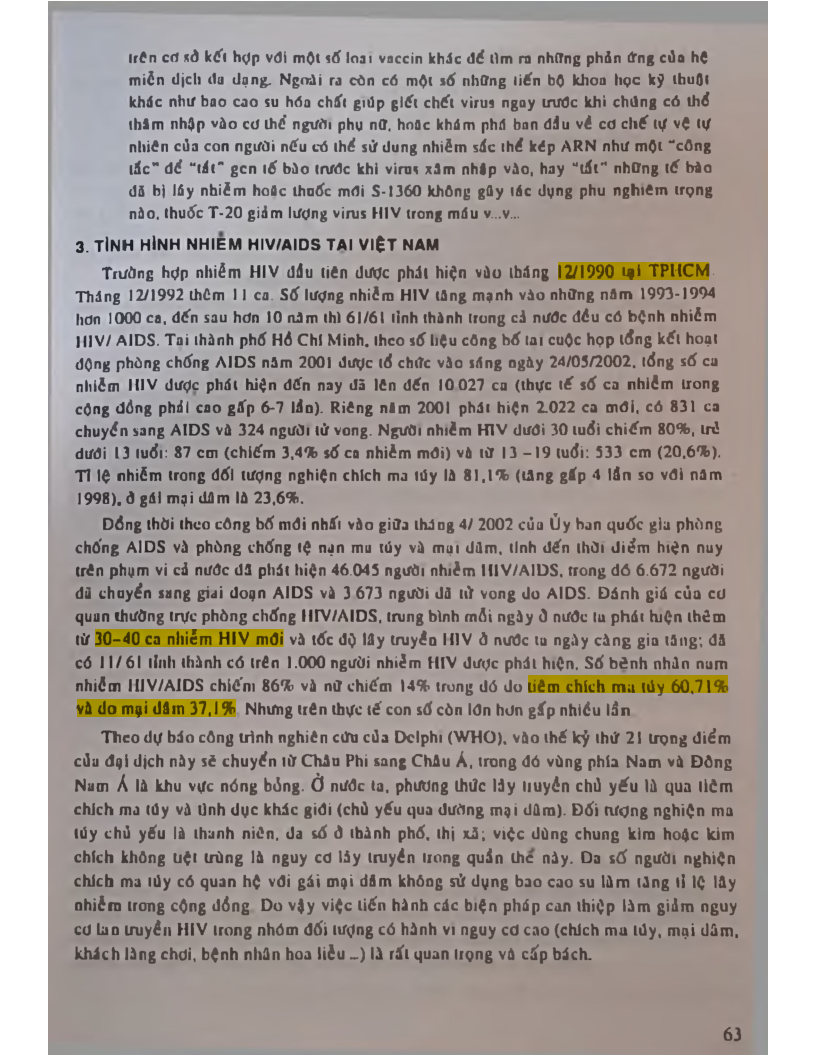 trên cơ sở kết hợp với một số loại vaccin khác để tìm ra những phản ứng của hệ
miễn dịch đa dạng. Ngoài ra còn có một số những tiến bộ khoa học kỹ thuật
khác như bao cao su hóa chất giúp giết chết virus ngay trước khi chúng có thể
thâm nhập vào cơ thể người phụ nữ, hoặc khám phá ban đầu về cơ chế tự vệ tự
nhiên của con người nếu có thể sử dụng nhiễm sắc thể kép ARN như một "công
tắc" để "tắt" gen tế bào trước khi virus xâm nhập vào, hay "tắt" những tế bào
đã bị lây nhiễm hoặc thuốc mới S-1360 không gây tác dụng phụ nghiêm trọng
nào, thuốc T-20 giảm lượng virus HIV trong máu v...v...
3. TÌNH HÌNH NHIỄM HIV/AIDS TẠI VIỆT NAM
Trường hợp nhiễm HIV đầu tiên được phát hiện vào tháng 12/1990 tại TPHCM.
Tháng 12/1992 thêm 11 ca. Số lượng nhiễm HIV tăng mạnh vào những năm 1993-1994
hơn 1000 ca, đến sau hơn 10 năm thì 61/61 tỉnh thành trong cả nước đều có bệnh nhiễm
HIV/ AIDS. Tại thành phố Hồ Chí Minh, theo số liệu công bố tại cuộc họp tổng kết hoạt
động phòng chống AIDS năm 2001 được tổ chức vào sáng ngày 24/05/2002, tổng số ca
nhiễm HIV được phát hiện đến nay đã lên đến 10.027 ca (thực tế số ca nhiễm trong
cộng đồng phải cao gấp 6-7 lần). Riêng năm 2001 phát hiện 2.022 ca mới, có 831 ca
chuyển sang AIDS và 324 người tử vong. Người nhiễm HIV dưới 30 tuổi chiếm 80%, trẻ
dưới 13 tuổi: 87 em (chiếm 3,4% số ca nhiễm mới) và từ 13 –19 tuổi: 533 em (20,6%).
Tỉ lệ nhiễm trong đối tượng nghiện chích ma túy là 81,1% (tăng gấp 4 lần so với năm
1998), ở gái mại dâm là 23,6%.
Đồng thời theo công bố mới nhất vào giữa tháng 4/ 2002 của Ủy ban quốc gia phòng
chống AIDS và phòng chống tệ nạn ma túy và mại dâm, tính đến thời điểm hiện nay
trên phạm vi cả nước đã phát hiện 46.045 người nhiễm HIV/AIDS, trong đó 6.672 người
đã chuyển sang giai đoạn AIDS và 3.673 người đã tử vong do AIDS. Đánh giá của cơ
quan thường trực phòng chống HIV/AIDS, trung bình mỗi ngày ở nước ta phát hiện thêm
từ 30–40 ca nhiễm HIV mới và tốc độ lây truyền HIV ở nước ta ngày càng gia tăng; đã
có 11/ 61 tỉnh thành có trên 1.000 người nhiễm HIV được phát hiện. Số bệnh nhân nam
nhiễm HIV/AIDS chiếm 86% và nữ chiếm 14% trong đó do tiêm chích ma túy 60,71%
và do mại dâm 37,1%. Nhưng trên thực tế con số còn lớn hơn gấp nhiều lần.
Theo dự báo công trình nghiên cứu của Delphi (WHO), vào thế kỷ thứ 21 trọng điểm
của đại dịch này sẽ chuyển từ Châu Phi sang Châu Á, trong đó vùng phía Nam và Đông
Nam Á là khu vực nóng bỏng. Ở nước ta, phương thức lây truyền chủ yếu là qua tiêm
chích ma túy và tình dục khác giới (chủ yếu qua đường mại dâm). Đối tượng nghiện ma
túy chủ yếu là thanh niên, đa số ở thành phố, thị xã; việc dùng chung kim hoặc kim
chích không tiệt trùng là nguy cơ lây truyền trong quần thể này. Đa số người nghiện
chích ma túy có quan hệ với gái mại dâm không sử dụng bao cao su làm tăng tỉ lệ lây
nhiễm trong cộng đồng. Do vậy việc tiến hành các biện pháp can thiệp làm giảm nguy
cơ lan truyền HIV trong nhóm đối tượng có hành vi nguy cơ cao (chích ma túy, mại dâm,
khách làng chơi, bệnh nhân hoa liễu ...) là rất quan trọng và cấp bách.
63